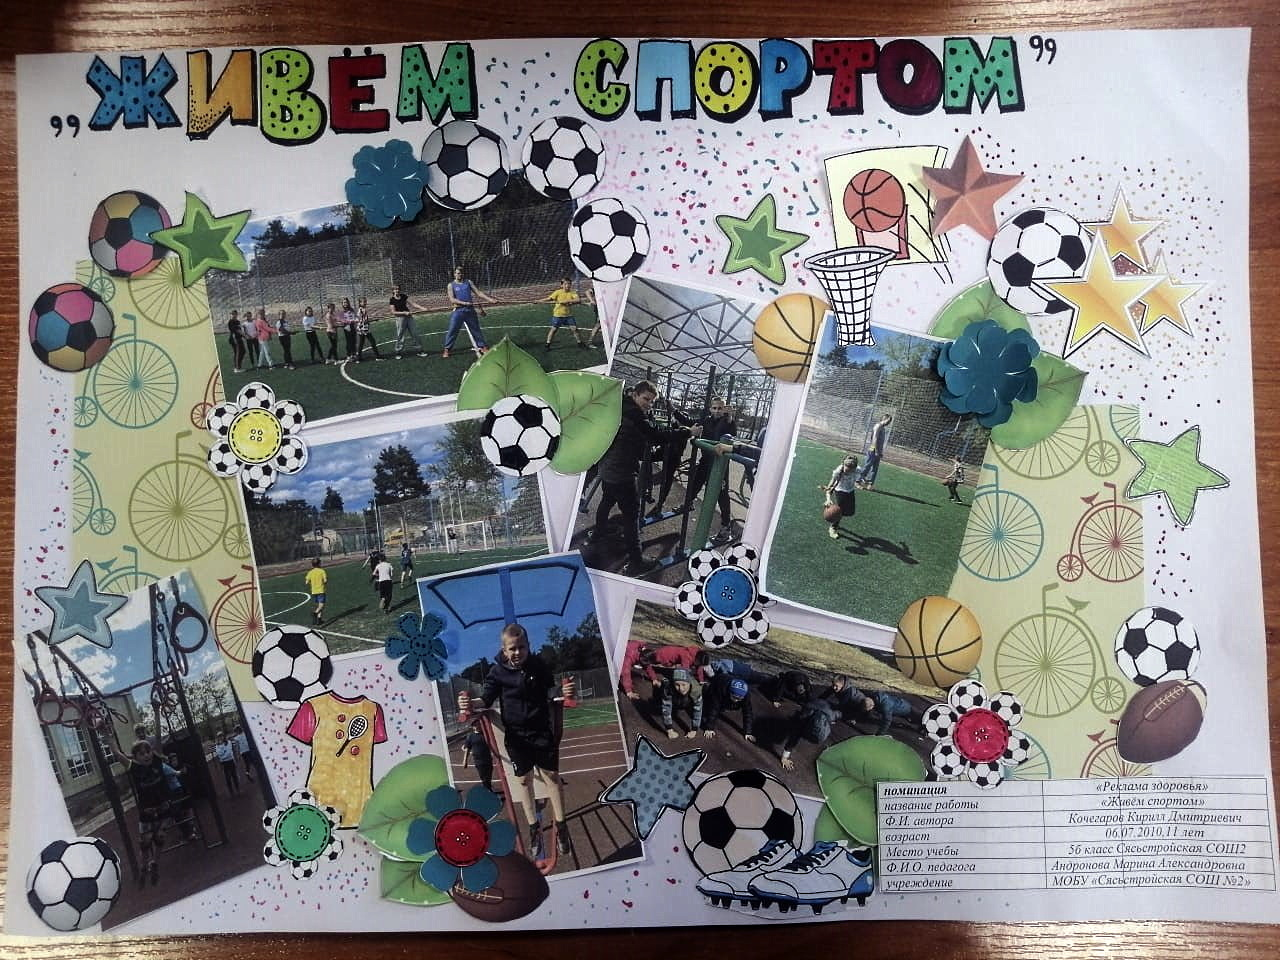 „ЖИВЁМ СПОРТОМ”
номинация «Реклама здоровья»
название работы «Живём спортом»
Ф.И. автора Кочегаров Кирилл Дмитриевич
возраст 06.07.2010,11 лет
Место учебы 5б класс Сясьстройская СОШ2
Ф.И.О. педагога Андронова Марина Александровна
учреждение МОБУ «Сясьстройская СОШ №2»